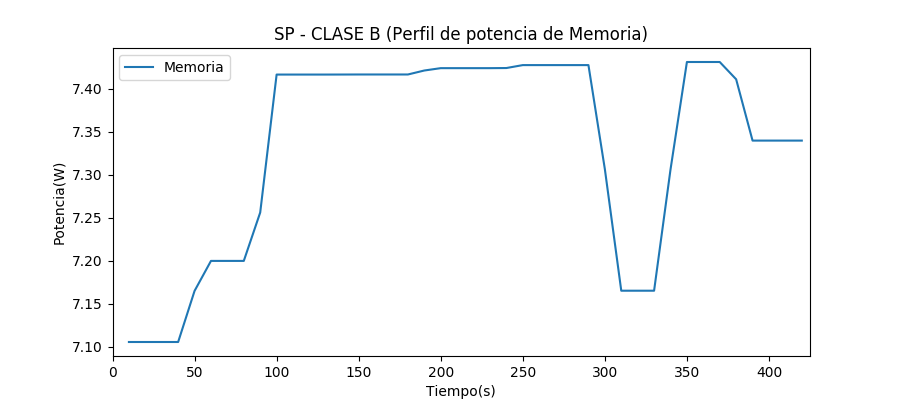 SP - CLASE B (Perfil de potencia de Memoria)
Memoria
Potencia(W)
7.40
7.35
7.30
7.25
7.20
7.15
7.10
0 50 100 150 200 250 300 350 400
Tiempo(s)